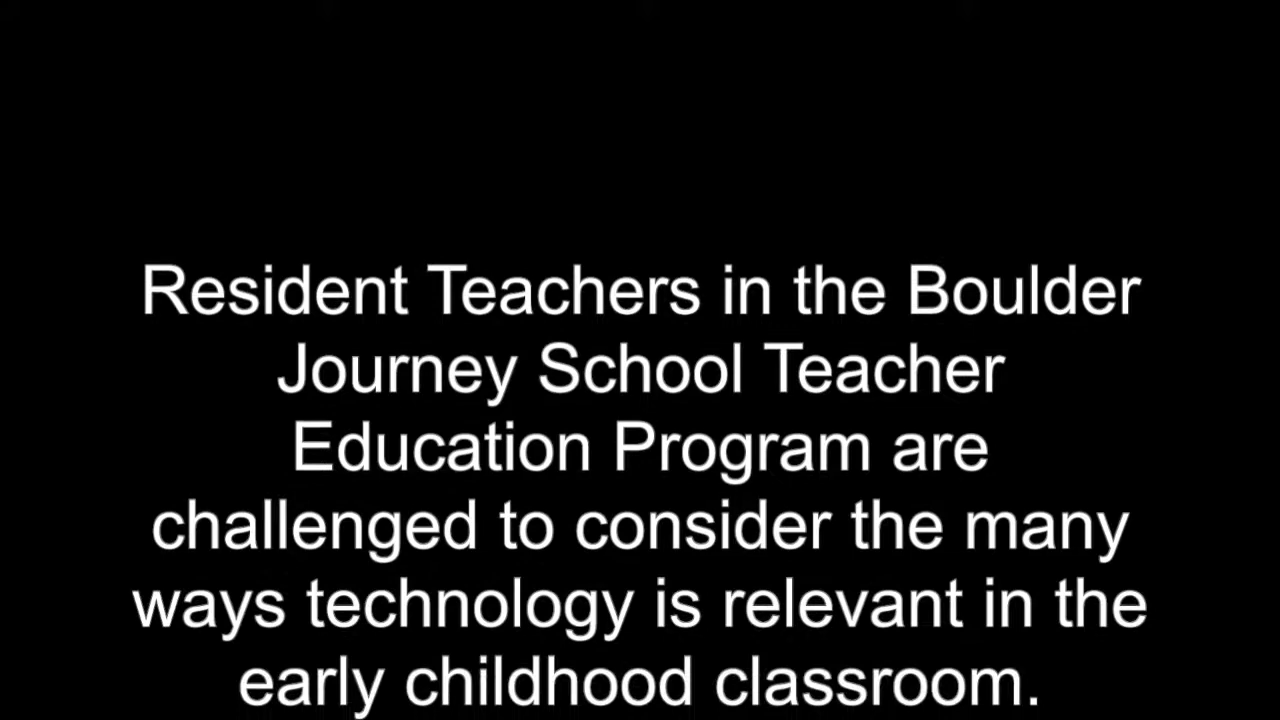 Resident Teachers in the Boulder
Journey School Teacher
Education Program are
challenged to consider the many
ways technology is relevant in the
early childhood classroom.